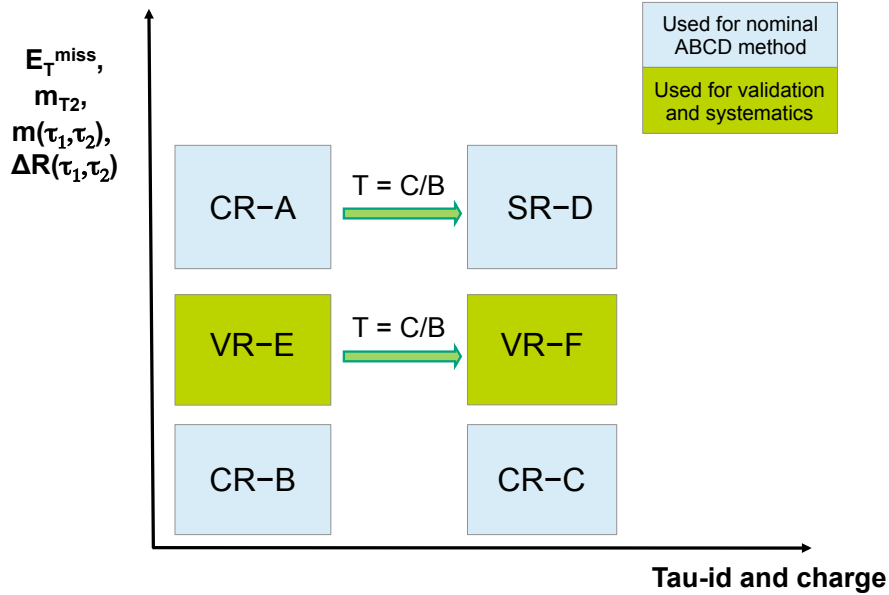 E_T^miss,
m_T2,
m(τ₁,τ₂),
ΔR(τ₁,τ₂)
Used for nominal
ABCD method
Used for validation
and systematics
CR−A
T = C/B
SR−D
VR−E
T = C/B
VR−F
CR−B
CR−C
Tau-id and charge